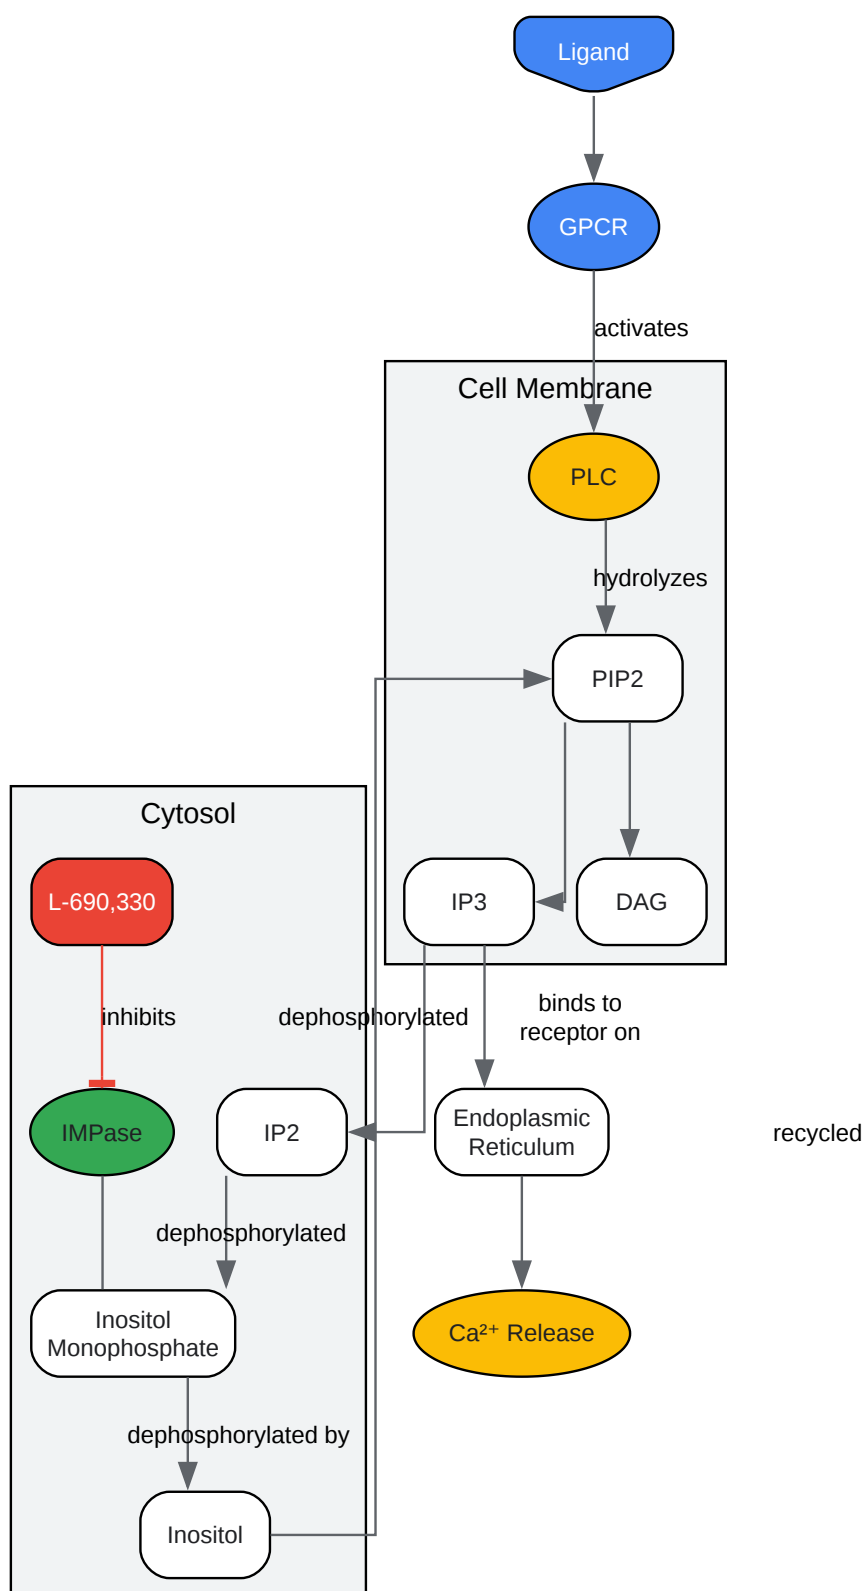 Ligand
GPCR
activates
Cell Membrane
PLC
hydrolyzes
PIP2
Cytosol
L-690,330
IP3
DAG
inhibits
dephosphorylated
binds to
receptor on
IMPase
IP2
Endoplasmic
Reticulum
recycled
dephosphorylated
Inositol
Monophosphate
Ca²⁺ Release
dephosphorylated by
Inositol